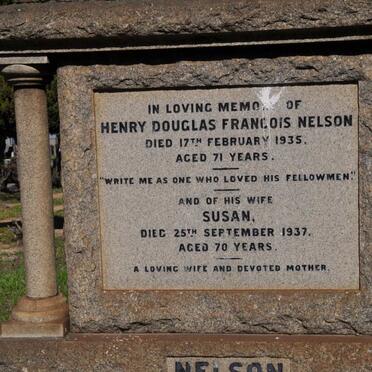 IN LOVING MEMORY OF
HENRY DOUGLAS FRANCOIS NELSON
DIED 17TH FEBRUARY 1935.
AGED 71 YEARS.
"WRITE ME AS ONE WHO LOVED HIS FELLOWMEN."
AND OF HIS WIFE
SUSAN,
DIED 25TH SEPTEMBER 1937.
AGED 70 YEARS.
A LOVING WIFE AND DEVOTED MOTHER.
NELSON